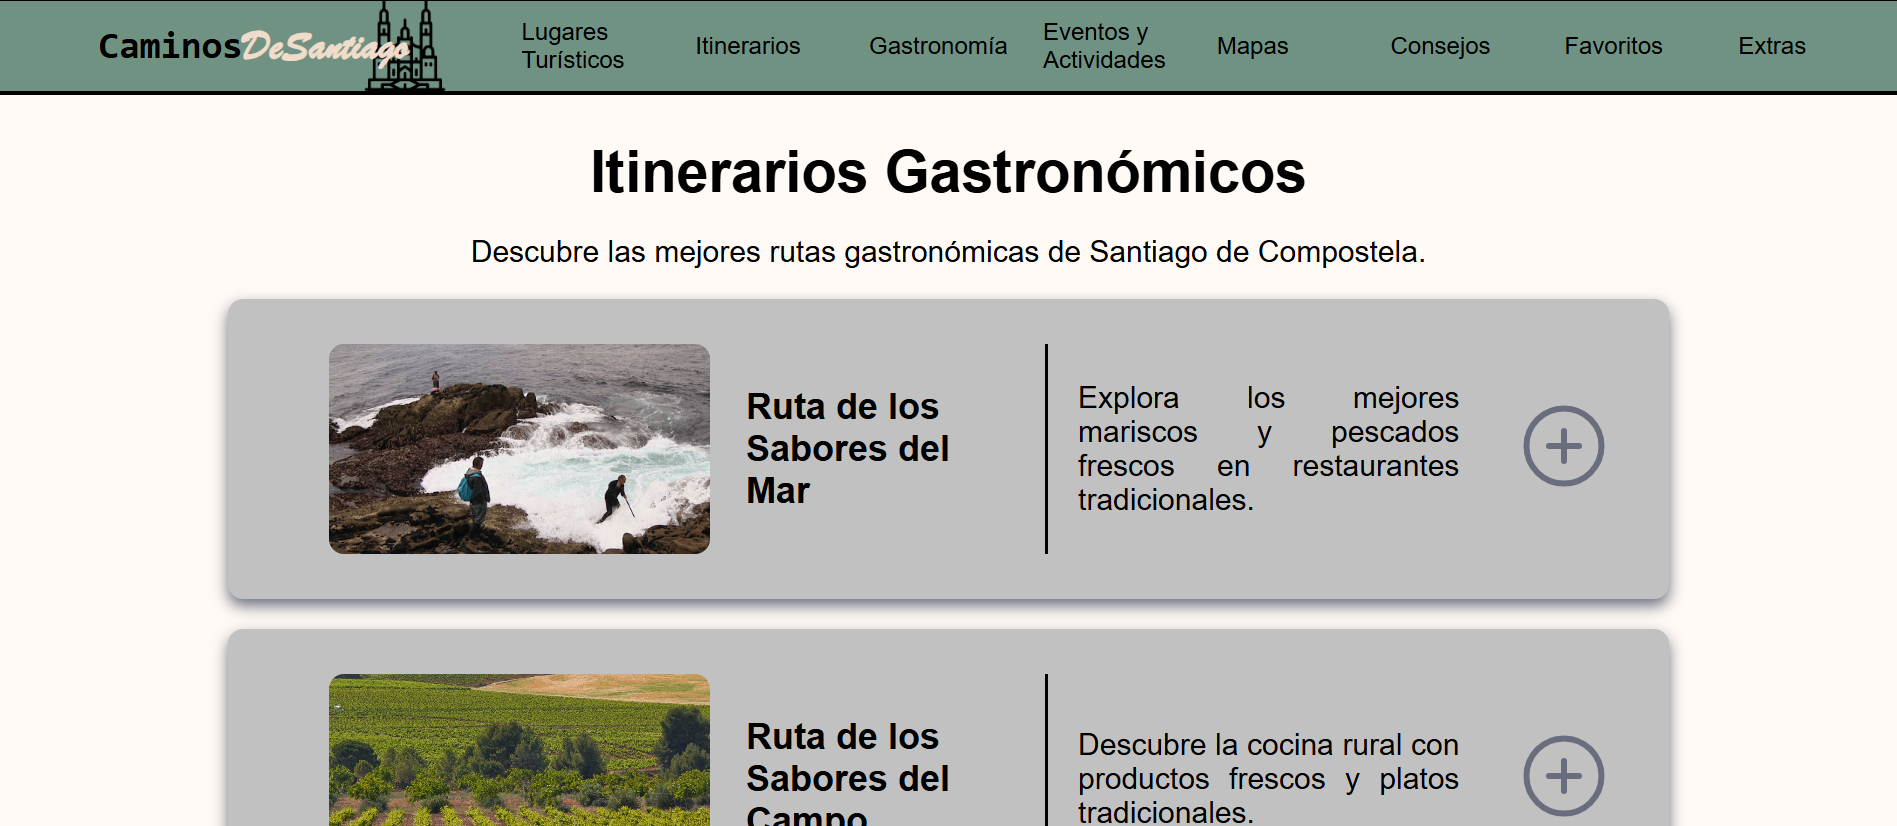 CaminosDeSantiago
Lugares
Turísticos
Itinerarios
Gastronomía
Eventos y
Actividades
Mapas
Consejos
Favoritos
Extras
Itinerarios Gastronómicos
Descubre las mejores rutas gastronómicas de Santiago de Compostela.
Ruta de los
Sabores del
Mar
Explora los mejores
mariscos y pescados
frescos en restaurantes
tradicionales.
Ruta de los
Sabores del
Campo
Descubre la cocina rural con
productos frescos y platos
tradicionales.